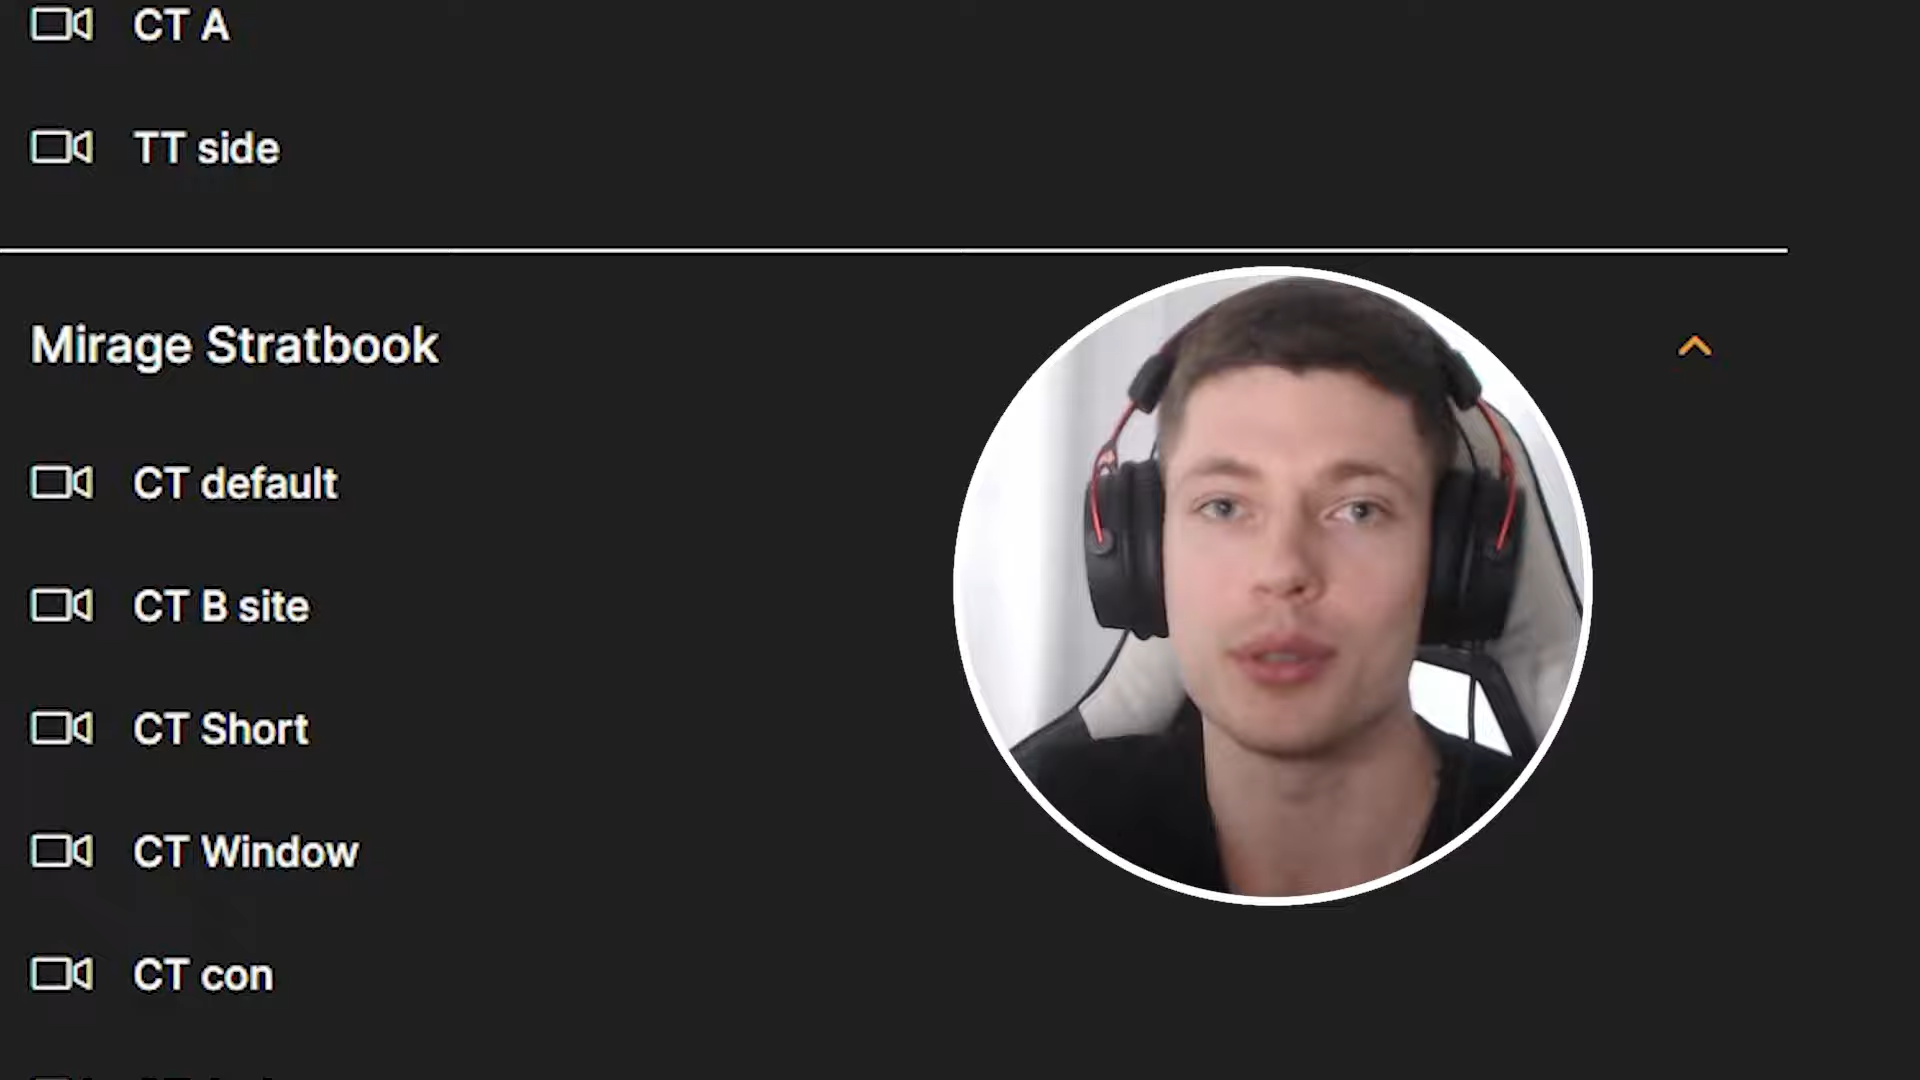 CT A
TT side
Mirage Stratbook
CT default
CT B site
CT Short
CT Window
CT con